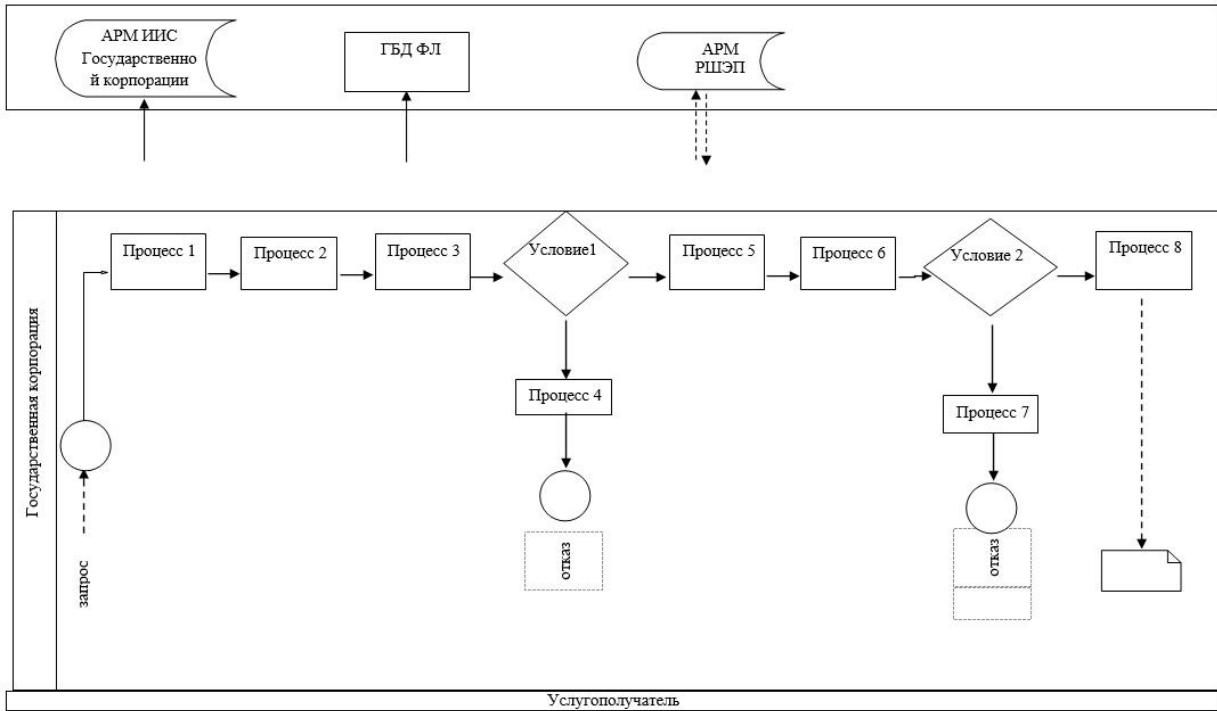 АРМ ИИС
Государственно
й корпорации
ГБД ФЛ
АРМ
РШЭП
Государственная корпорация
Процесс 1
Процесс 2
Процесс 3
Условие1
Процесс 5
Процесс 6
Условие 2
Процесс 8
Процесс 4
Процесс 7
отказ
отказ
запрос
Услугополучатель